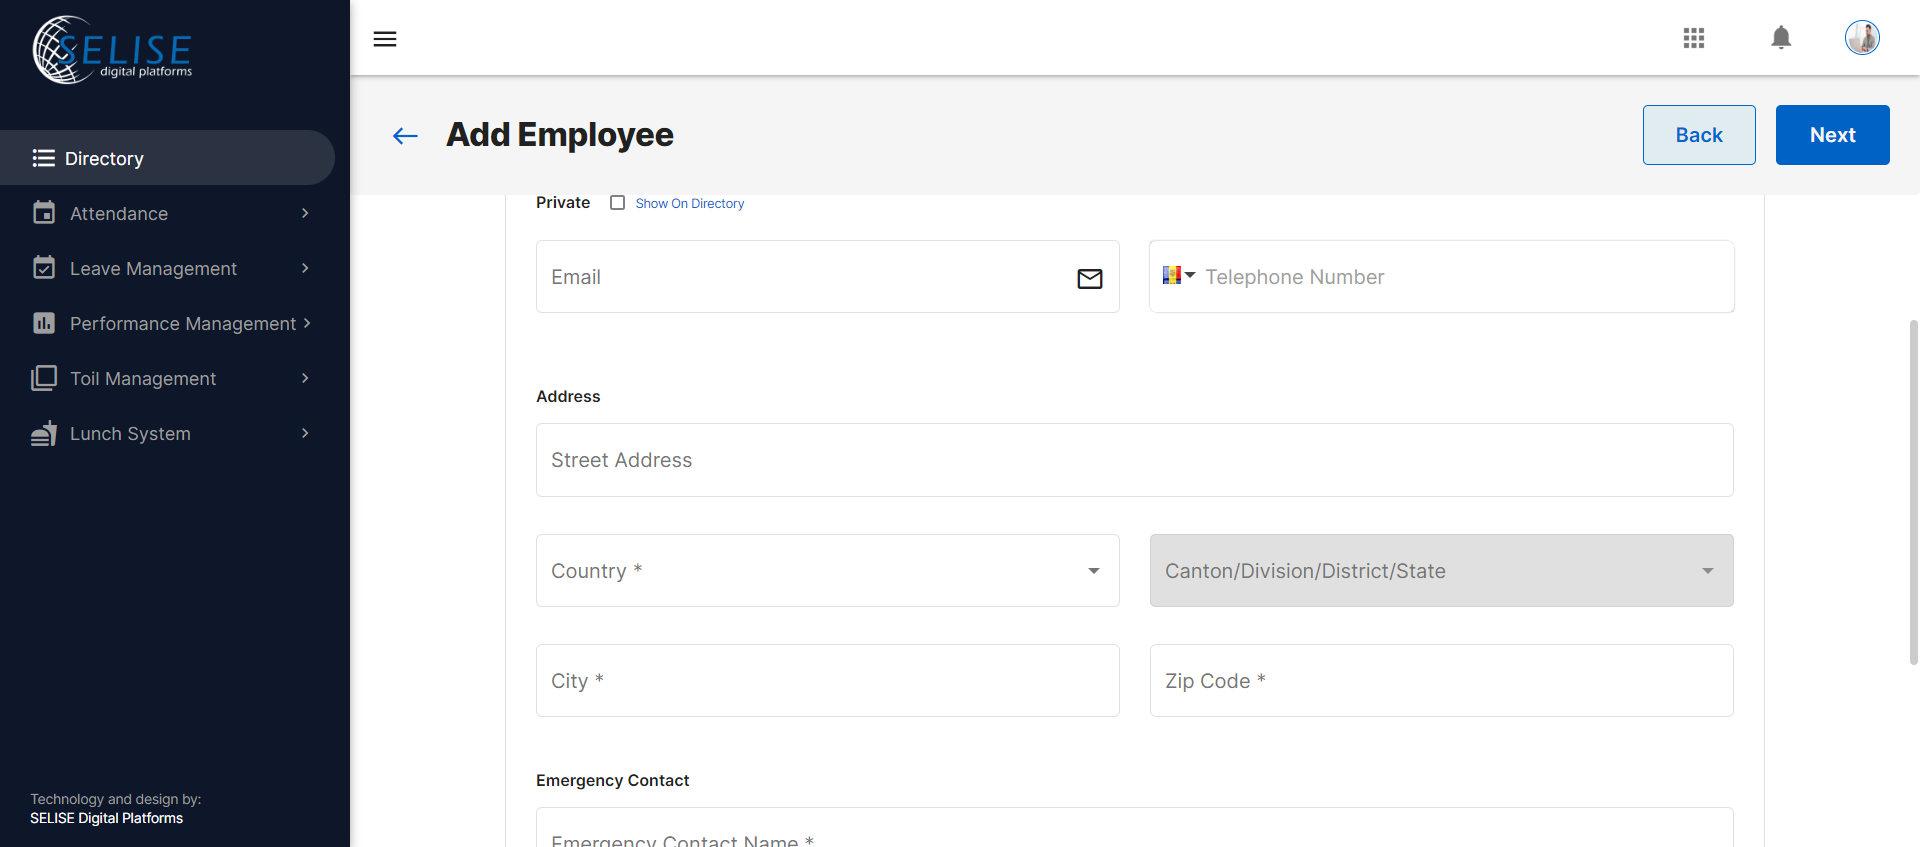 SELISE
digital platforms
Directory
Attendance
Leave Management
Performance Management
Toil Management
Lunch System
Technology and design by:
SELISE Digital Platforms
Add Employee
Back
Next
Private
Show On Directory
Email
Telephone Number
Address
Street Address
Country *
Canton/Division/District/State
City *
Zip Code *
Emergency Contact
Emergency Contact Name *